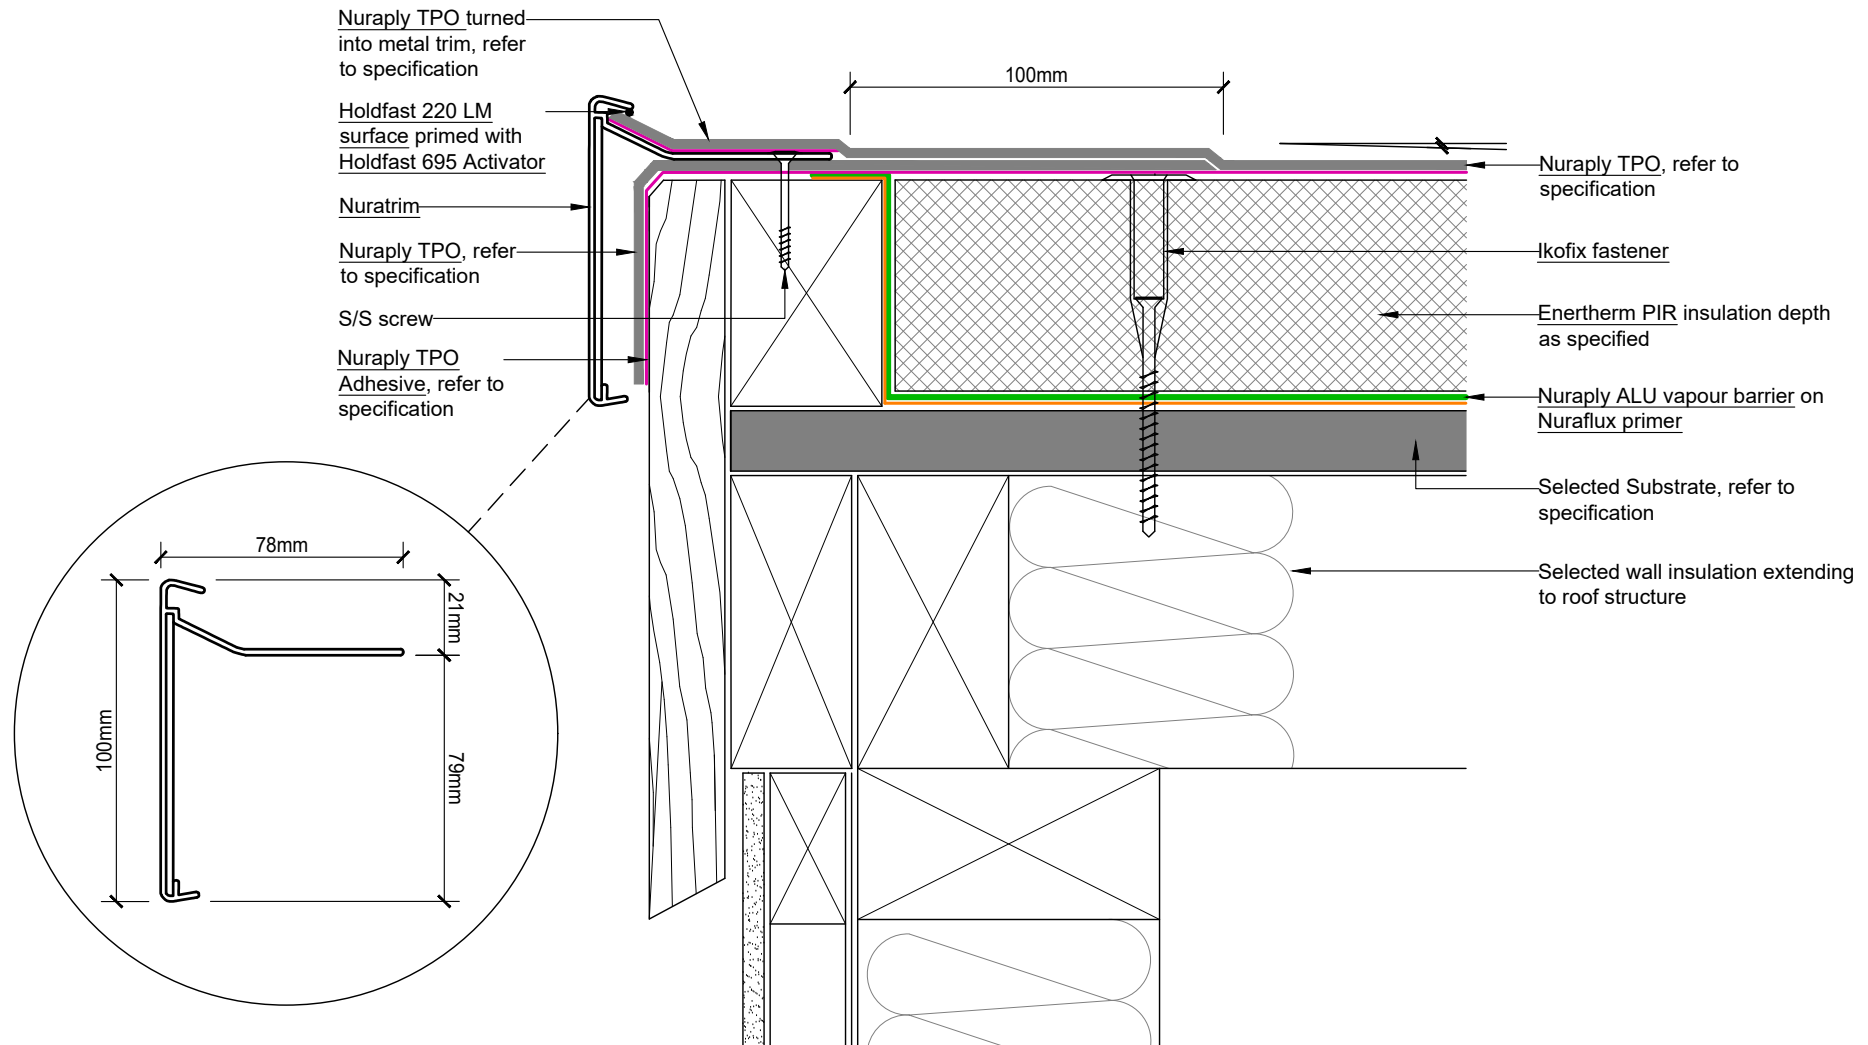 Nuraply TPO turned
into metal trim, refer
to specification
Holdfast 220 LM
surface primed with
Holdfast 695 Activator
Nuratrim
Nuraply TPO, refer
to specification
S/S screw
Nuraply TPO
Adhesive, refer to
specification
100mm
Nuraply TPO, refer to
specification
Ikofix fastener
Enertherm PIR insulation depth
as specified
Nuraply ALU vapour barrier on
Nuraflux primer
Selected Substrate, refer to
specification
Selected wall insulation extending
to roof structure
78mm
21mm
100mm
79mm